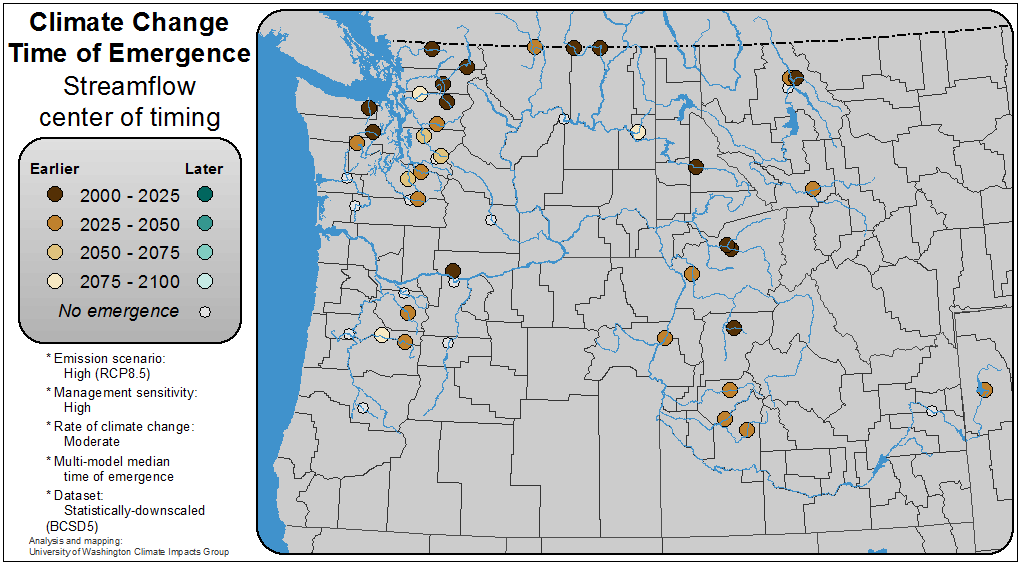 Climate Change
Time of Emergence
Streamflow
center of timing
Earlier Later
2000 - 2025
2025 - 2050
2050 - 2075
2075 - 2100
No emergence
* Emission scenario:
High (RCP8.5)
* Management sensitivity:
High
* Rate of climate change:
Moderate
* Multi-model median
time of emergence
* Dataset:
Statistically-downscaled
(BCSD5)
Analysis and mapping:
University of Washington Climate Impacts Group